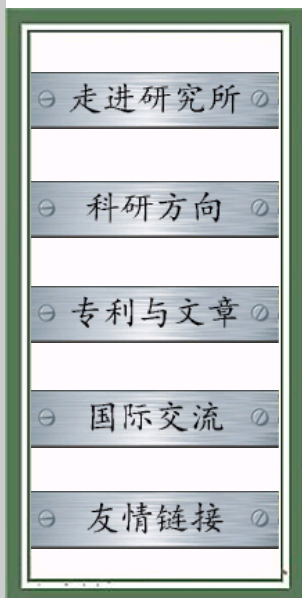 走进研究所
科研方向
专利与文章
国际交流
友情链接